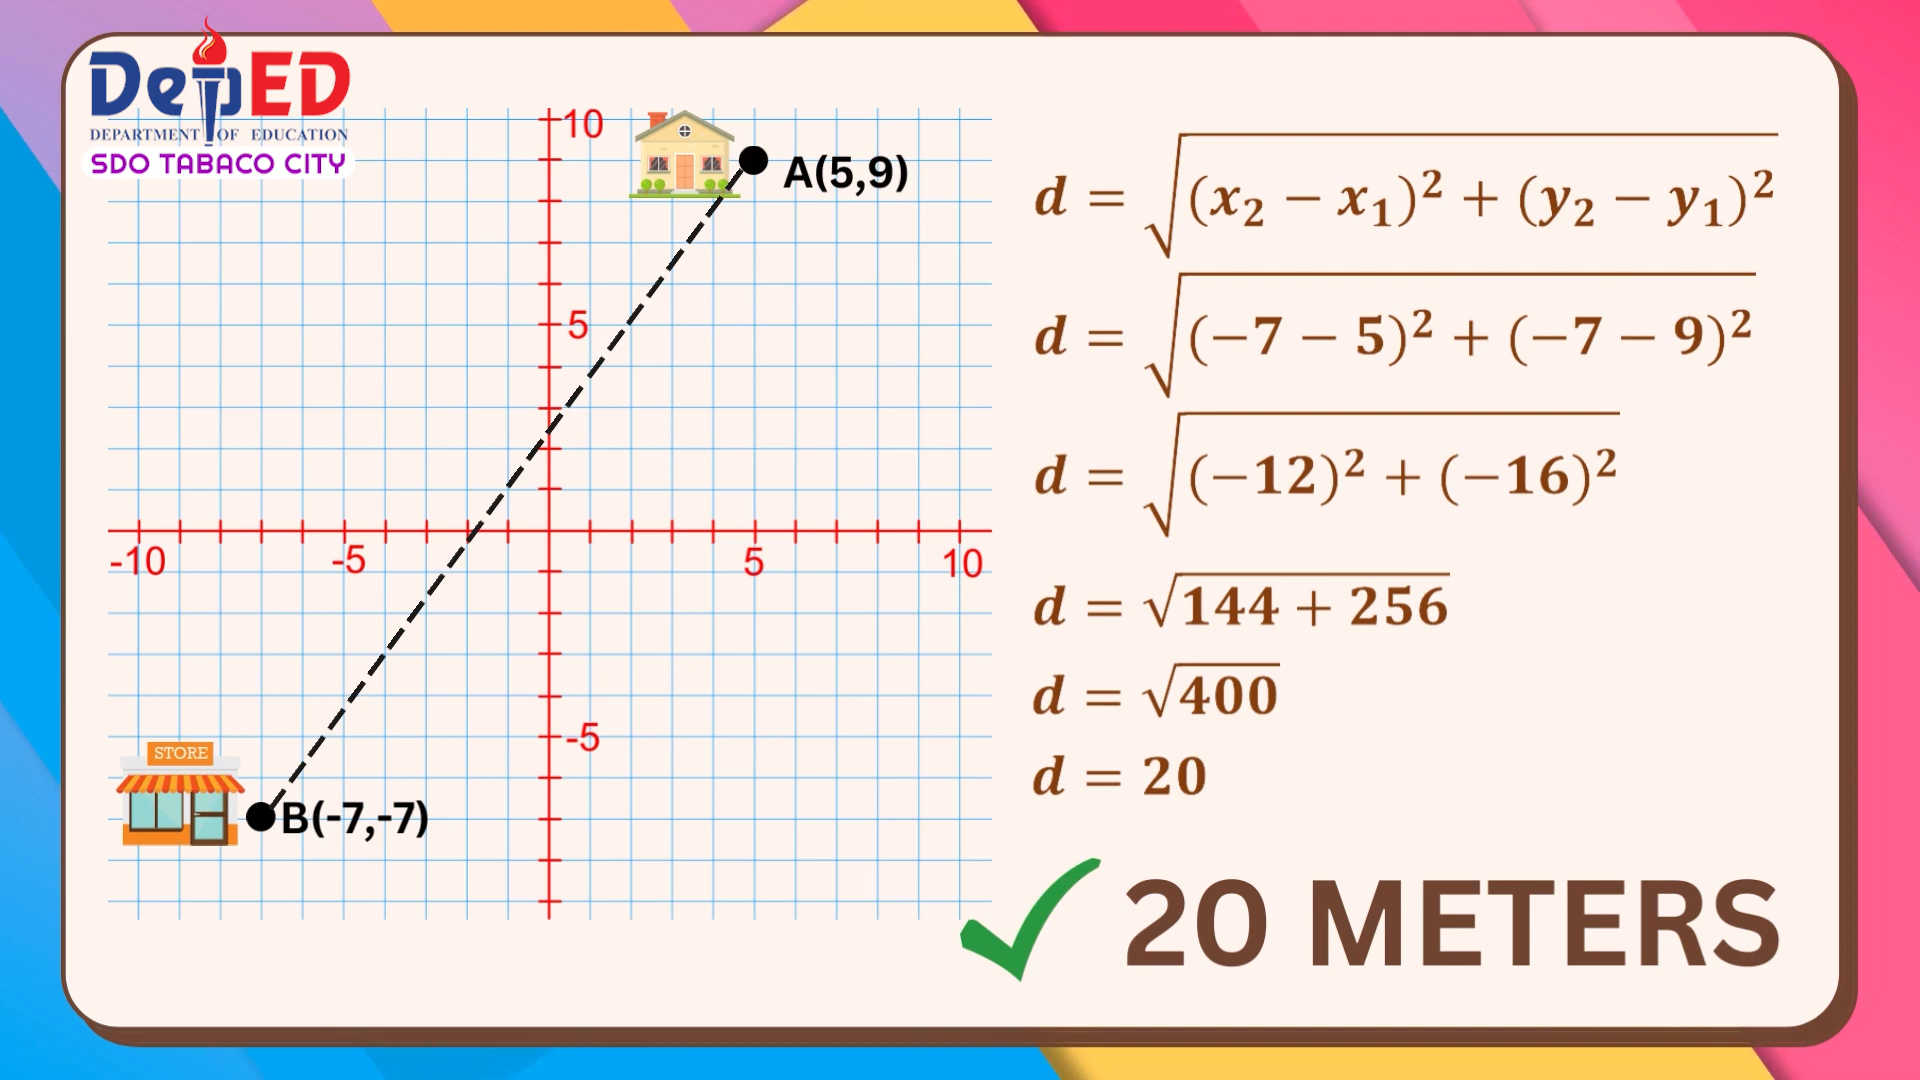 DepED
DEPARTMENT OF EDUCATION
SDO TABACO CITY
10
A(5,9)
5
-10
-5
5
10
-5
STORE
B(-7,-7)
d = √(x₂ − x₁)² + (y₂ − y₁)²
d = √(−7 − 5)² + (−7 − 9)²
d = √(−12)² + (−16)²
d = √144 + 256
d = √400
d = 20
20 METERS